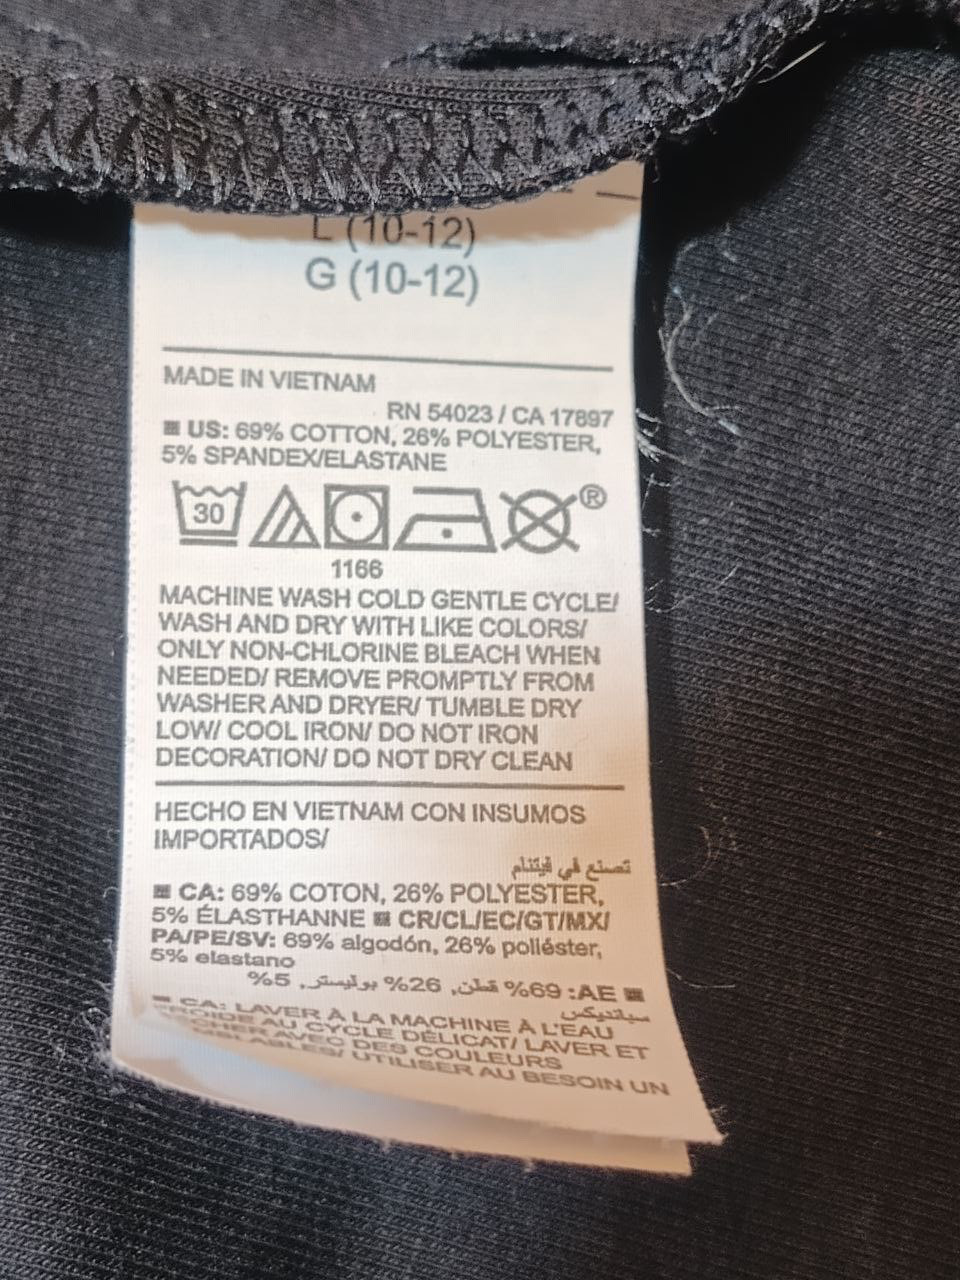 L (10-12)
G (10-12)
MADE IN VIETNAM
RN 54023 / CA 17897
US: 69% COTTON, 26% POLYESTER,
5% SPANDEX/ELASTANE
30
®
1166
MACHINE WASH COLD GENTLE CYCLE/
WASH AND DRY WITH LIKE COLORS/
ONLY NON-CHLORINE BLEACH WHEN
NEEDED/ REMOVE PROMPTLY FROM
WASHER AND DRYER/ TUMBLE DRY
LOW/ COOL IRON/ DO NOT IRON
DECORATION/ DO NOT DRY CLEAN
HECHO EN VIETNAM CON INSUMOS
IMPORTADOS/
تصنع في فيتنام
CA: 69% COTON, 26% POLYESTER,
5% ÉLASTHANNE CR/CL/EC/GT/MX/
PA/PE/SV: 69% algodón, 26% poliéster,
5% elastano
AE: 69% قطن, 26% بوليستر, 5%
سباندیکس
CA: LAVER À LA MACHINE À L'EAU
AU CYCLE DÉLICAT/ LAVER ET
AVEC DES COULEURS
UTILISER AU BESOIN UN